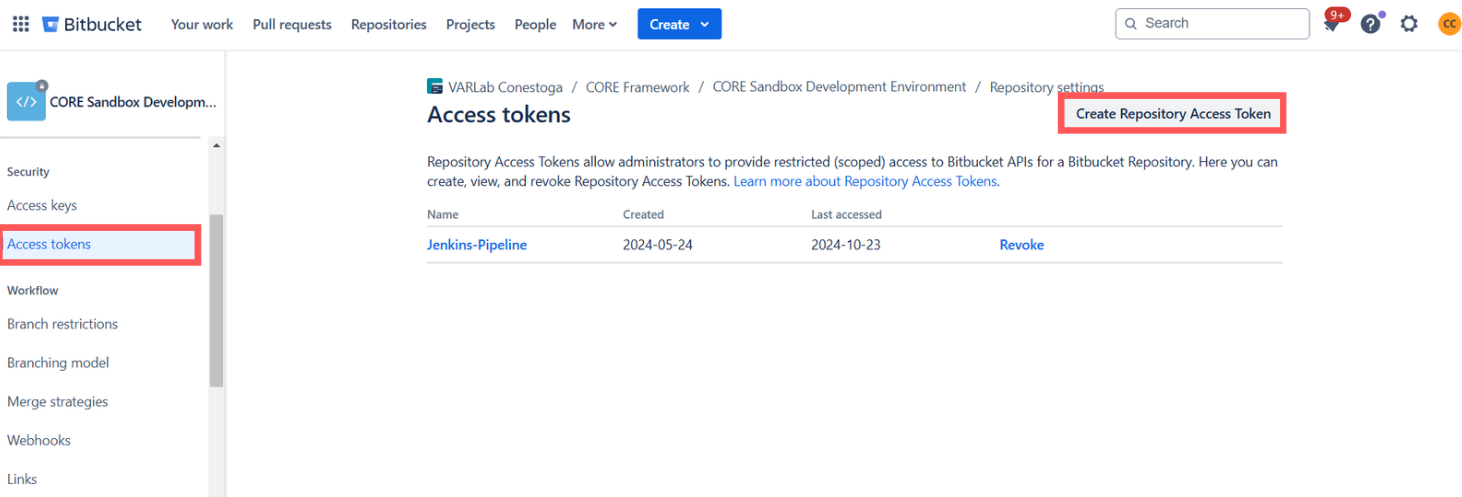 Bitbucket Your work Pull requests Repositories Projects People More Create Search 9+ CC
CORE Sandbox Developm...
Security
Access keys
Access tokens
Workflow
Branch restrictions
Branching model
Merge strategies
Webhooks
Links
VARLab Conestoga / CORE Framework / CORE Sandbox Development Environment / Repository settings
Access tokens
Create Repository Access Token
Repository Access Tokens allow administrators to provide restricted (scoped) access to Bitbucket APIs for a Bitbucket Repository. Here you can
create, view, and revoke Repository Access Tokens. Learn more about Repository Access Tokens.
Name Created Last accessed
Jenkins-Pipeline 2024-05-24 2024-10-23 Revoke